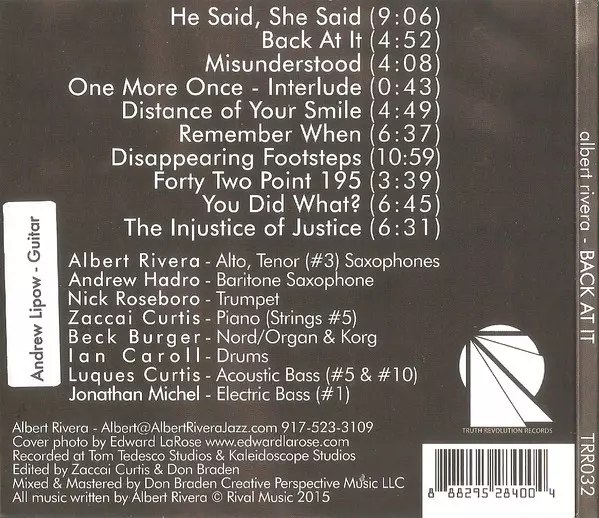 He Said, She Said (9:06)
Back At It (4:52)
Misunderstood (4:08)
One More Once - Interlude (0:43)
Distance of Your Smile (4:49)
Remember When (6:37)
Disappearing Footsteps (10:59)
Forty Two Point 195 (3:39)
You Did What? (6:45)
The Injustice of Justice (6:31)
Andrew Lipow - Guitar
Albert Rivera - Alto, Tenor (#3) Saxophones
Andrew Hadro - Baritone Saxophone
Nick Roseboro - Trumpet
Zaccai Curtis - Piano (Strings #5)
Beck Burger - Nord/Organ & Korg
Ian Caroll - Drums
Luques Curtis - Acoustic Bass (#5 & #10)
Jonathan Michel - Electric Bass (#1)
Albert Rivera - Albert@AlbertRiveraJazz.com 917-523-3109
Cover photo by Edward LaRose www.edwardlarose.com
Recorded at Tom Tedesco Studios & Kaleidoscope Studios
Edited by Zaccai Curtis & Don Braden
Mixed & Mastered by Don Braden Creative Perspective Music LLC
All music written by Albert Rivera © Rival Music 2015
TRUTH REVOLUTION RECORDS
8 88295 28400 4
albert rivera - BACK AT IT
TRR032